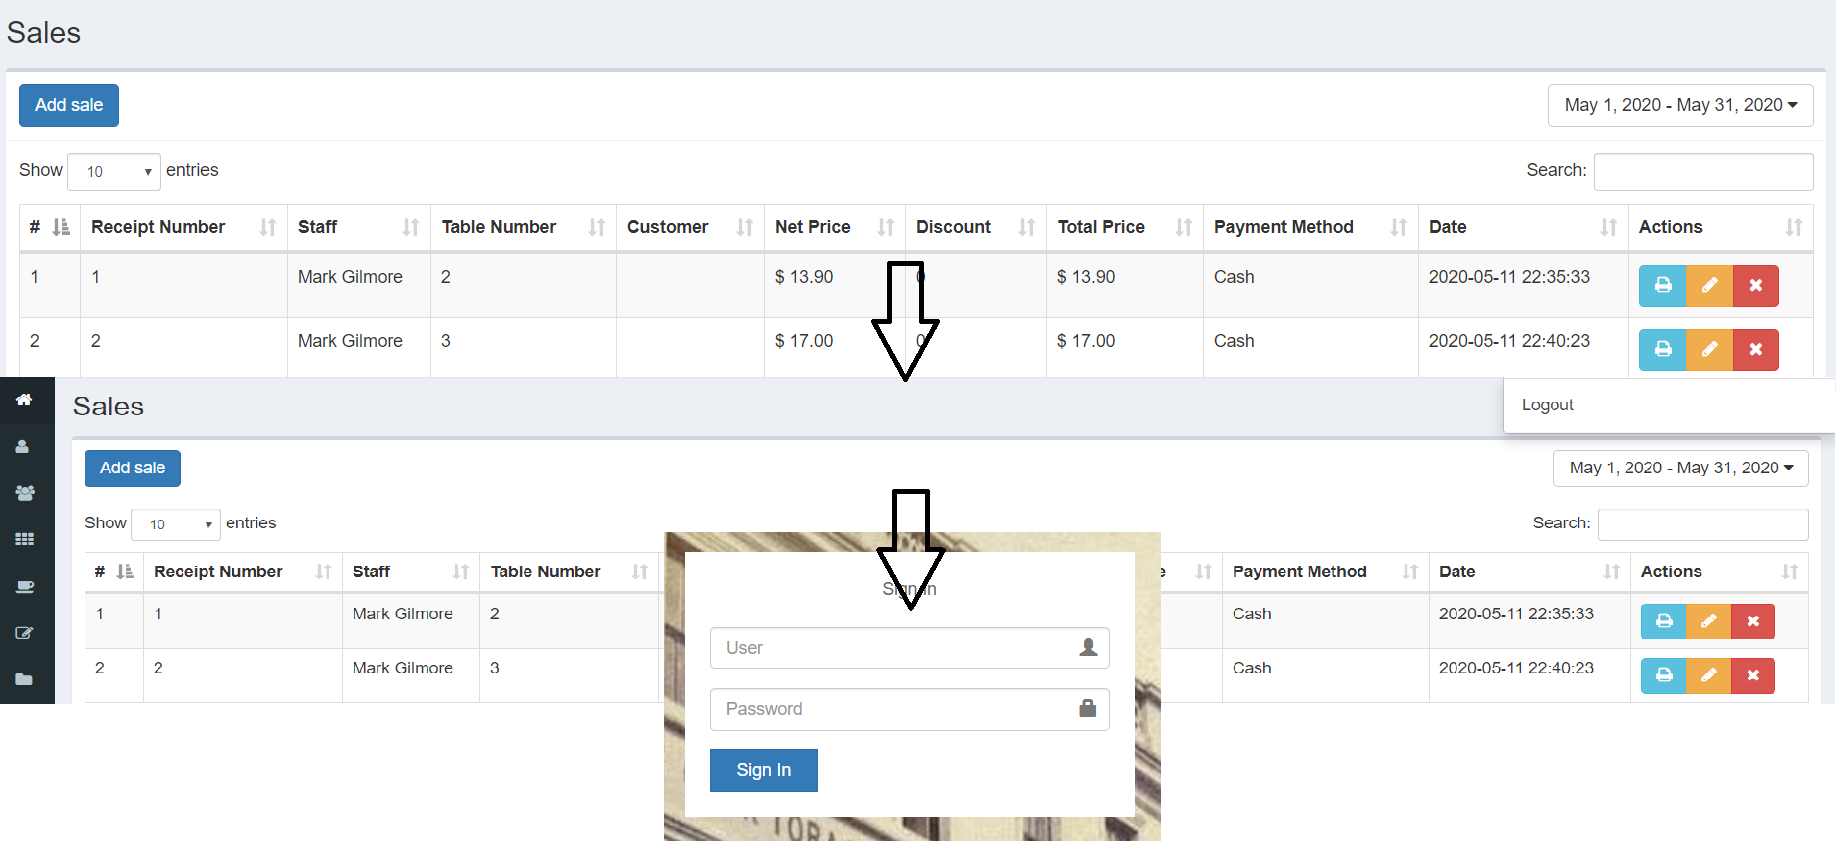 Sales
Add sale
May 1, 2020 - May 31, 2020
Show 10 entries
Search:
# Receipt Number Staff Table Number Customer Net Price Discount Total Price Payment Method Date Actions
1 1 Mark Gilmore 2 $ 13.90 0 $ 13.90 Cash 2020-05-11 22:35:33
2 2 Mark Gilmore 3 $ 17.00 0 $ 17.00 Cash 2020-05-11 22:40:23
Sales
Logout
Add sale
May 1, 2020 - May 31, 2020
Show 10 entries
Search:
# Receipt Number Staff Table Number e Payment Method Date Actions
1 1 Mark Gilmore 2 Cash 2020-05-11 22:35:33
2 2 Mark Gilmore 3 Cash 2020-05-11 22:40:23
Sign In
User
Password
Sign In